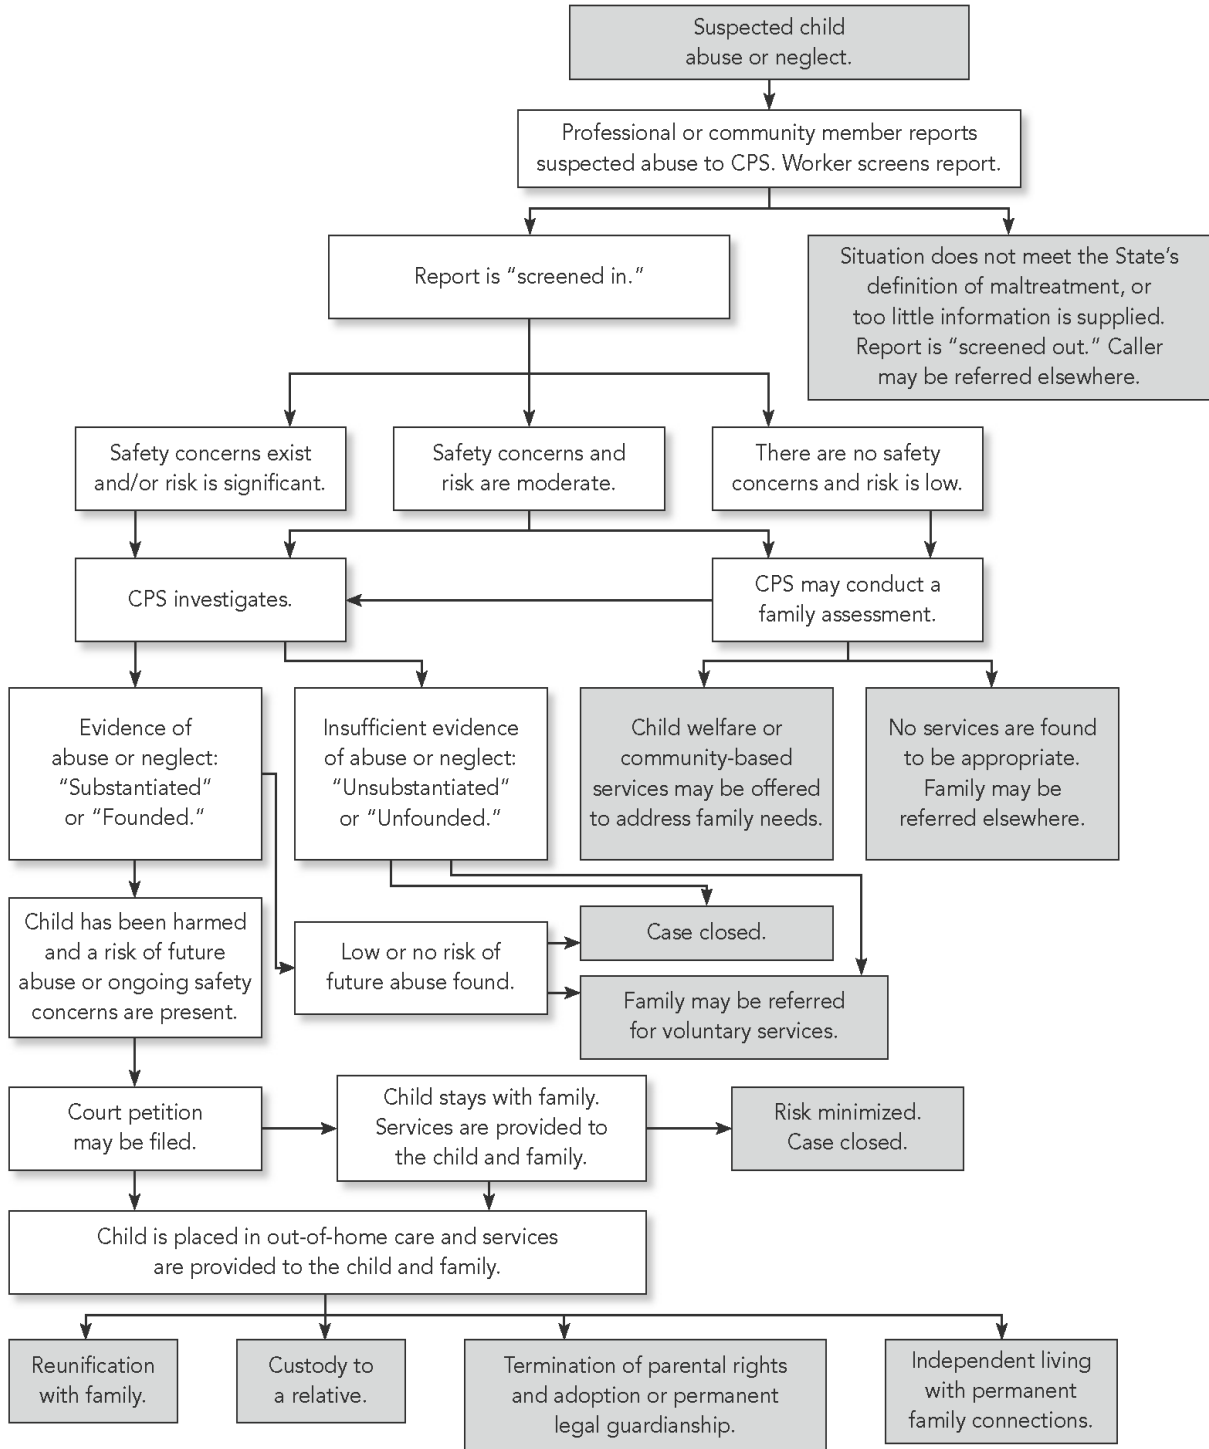 Suspected child
abuse or neglect.
Professional or community member reports
suspected abuse to CPS. Worker screens report.
Report is “screened in.”
Situation does not meet the State’s
definition of maltreatment, or
too little information is supplied.
Report is “screened out.” Caller
may be referred elsewhere.
Safety concerns exist
and/or risk is significant.
Safety concerns and
risk are moderate.
There are no safety
concerns and risk is low.
CPS investigates.
CPS may conduct a
family assessment.
Evidence of
abuse or neglect:
“Substantiated”
or “Founded.”
Insufficient evidence
of abuse or neglect:
“Unsubstantiated”
or “Unfounded.”
Child welfare or
community-based
services may be offered
to address family needs.
No services are found
to be appropriate.
Family may be
referred elsewhere.
Child has been harmed
and a risk of future
abuse or ongoing safety
concerns are present.
Low or no risk of
future abuse found.
Case closed.
Family may be referred
for voluntary services.
Court petition
may be filed.
Child stays with family.
Services are provided to
the child and family.
Risk minimized.
Case closed.
Child is placed in out-of-home care and services
are provided to the child and family.
Reunification
with family.
Custody to
a relative.
Termination of parental rights
and adoption or permanent
legal guardianship.
Independent living
with permanent
family connections.